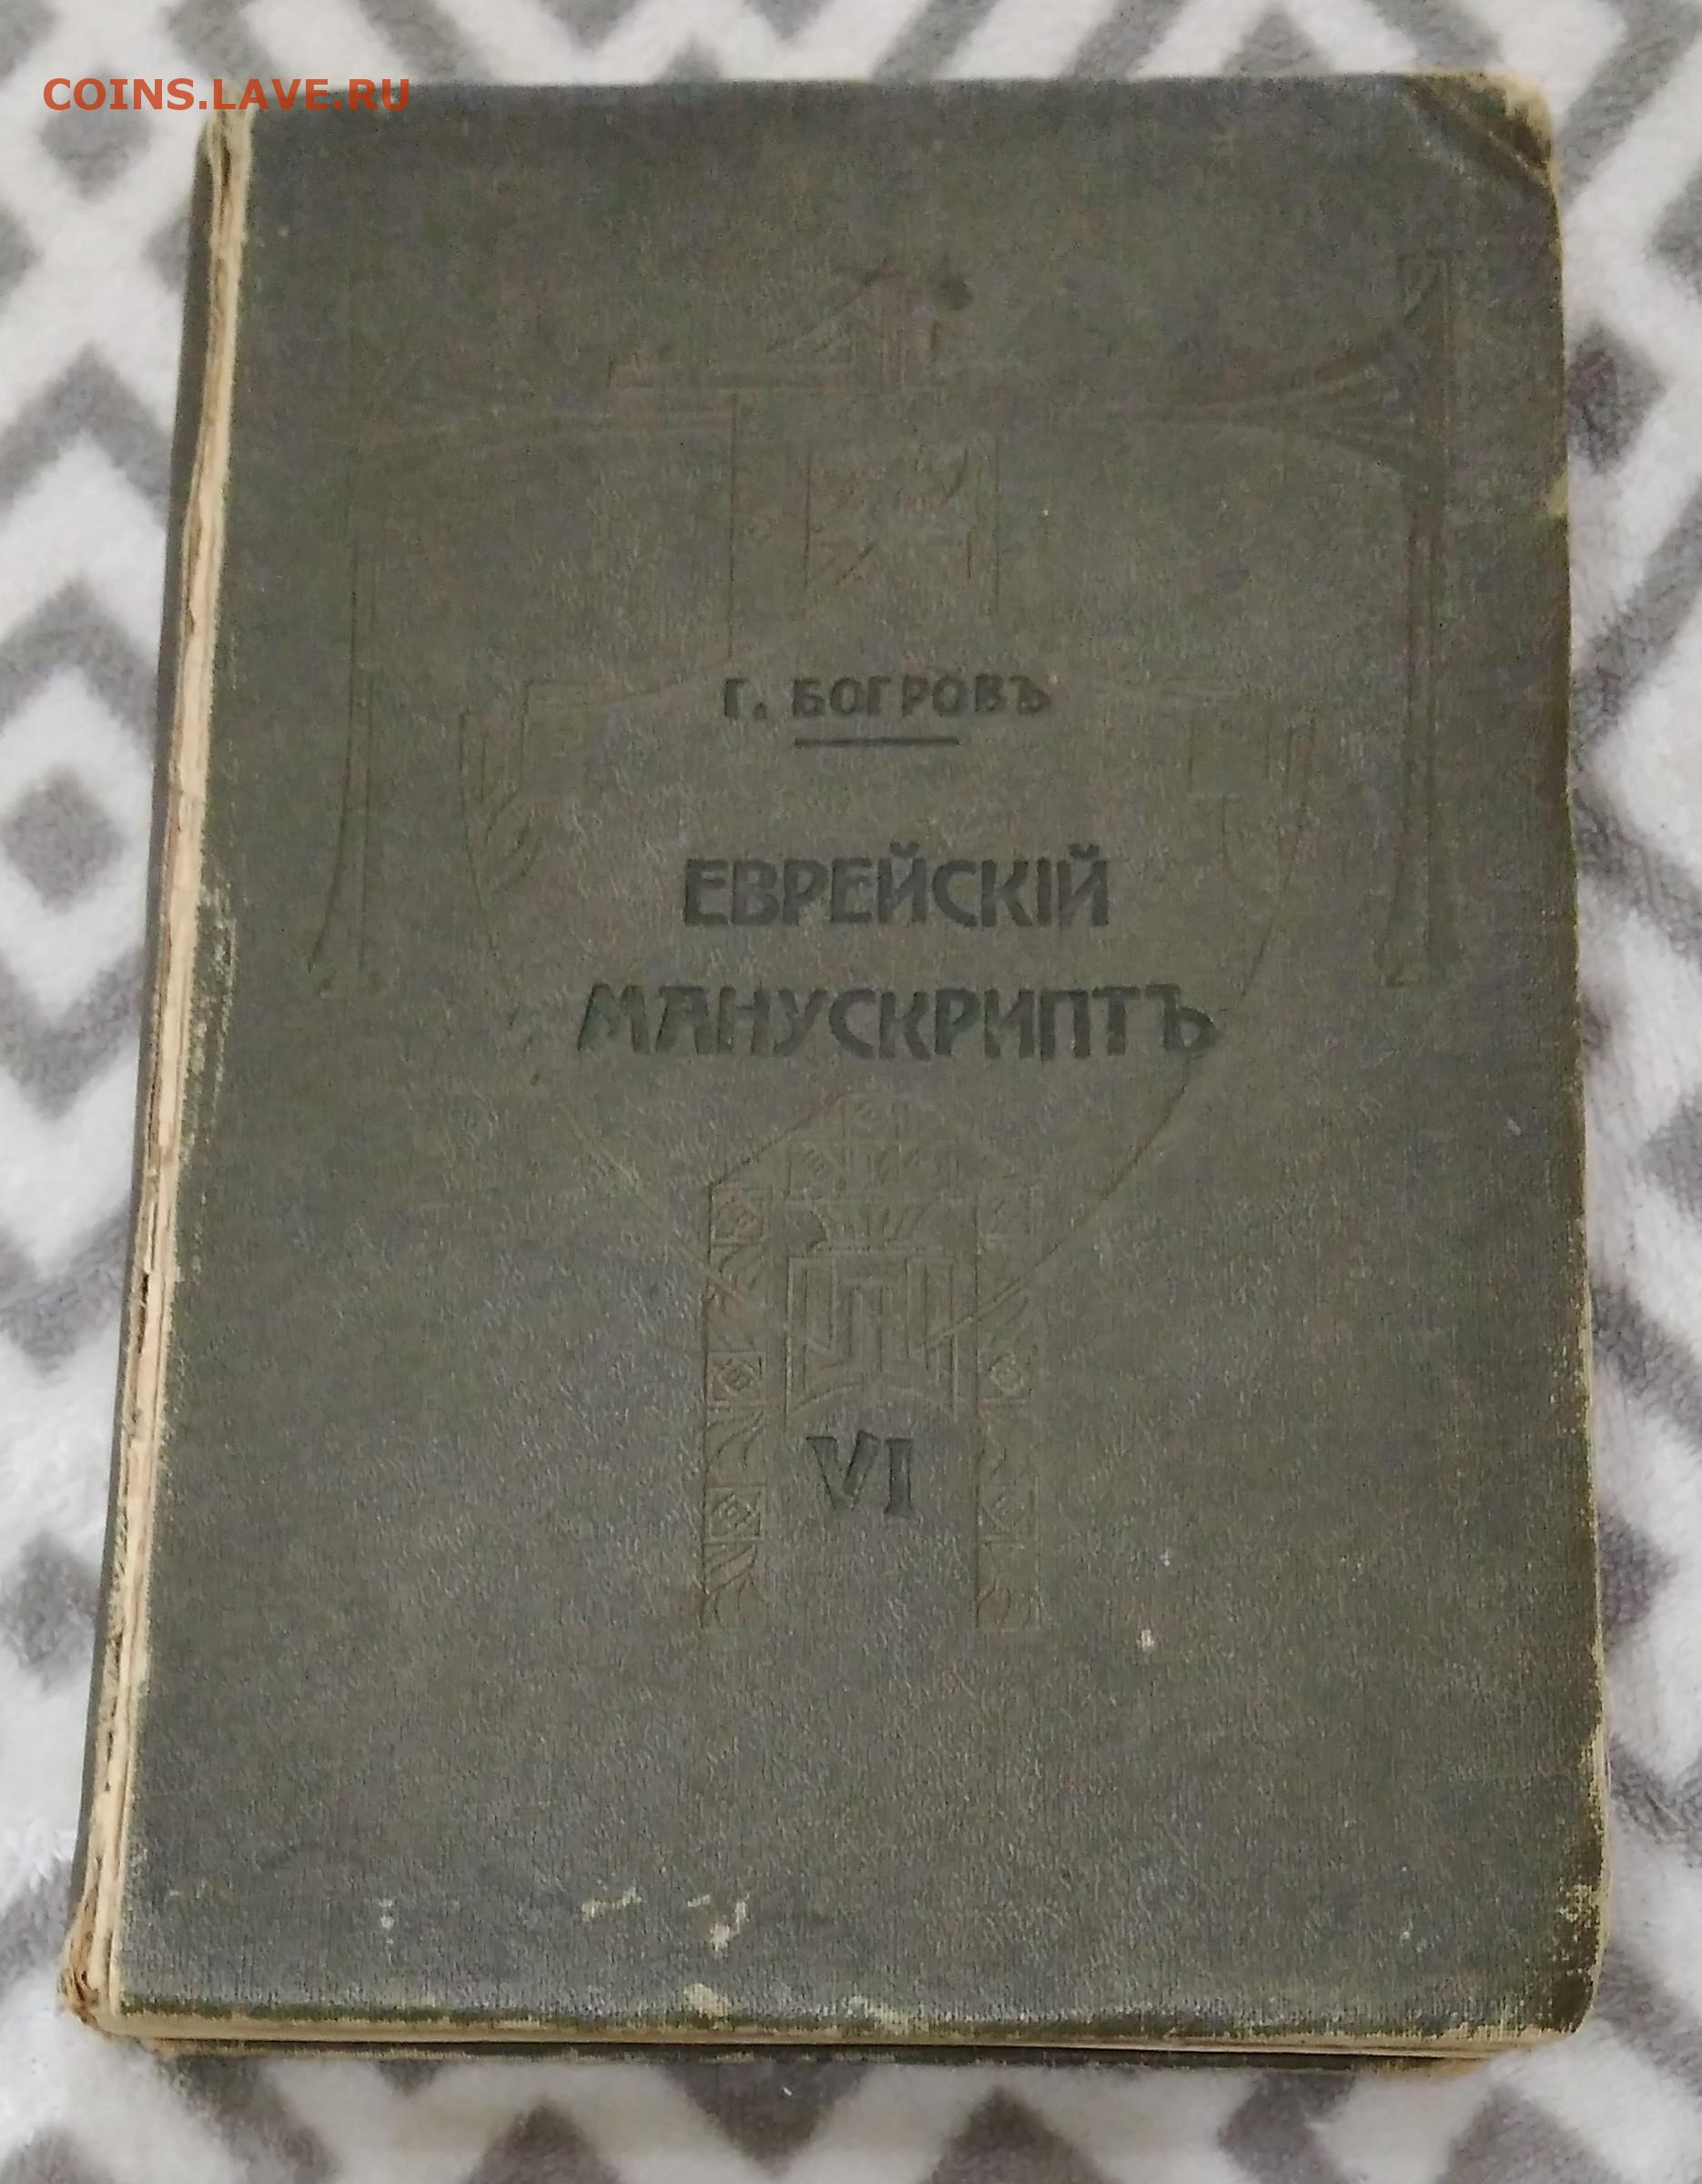 COINS.LAVE.RU
Г. БОГРОВЪ
ЕВРЕЙСКІЙ
МАНУСКРИПТЪ
VI